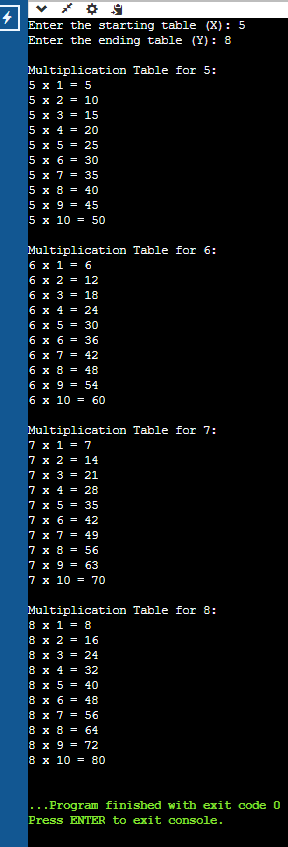 Enter the starting table (X): 5
Enter the ending table (Y): 8
Multiplication Table for 5:
5 x 1 = 5
5 x 2 = 10
5 x 3 = 15
5 x 4 = 20
5 x 5 = 25
5 x 6 = 30
5 x 7 = 35
5 x 8 = 40
5 x 9 = 45
5 x 10 = 50
Multiplication Table for 6:
6 x 1 = 6
6 x 2 = 12
6 x 3 = 18
6 x 4 = 24
6 x 5 = 30
6 x 6 = 36
6 x 7 = 42
6 x 8 = 48
6 x 9 = 54
6 x 10 = 60
Multiplication Table for 7:
7 x 1 = 7
7 x 2 = 14
7 x 3 = 21
7 x 4 = 28
7 x 5 = 35
7 x 6 = 42
7 x 7 = 49
7 x 8 = 56
7 x 9 = 63
7 x 10 = 70
Multiplication Table for 8:
8 x 1 = 8
8 x 2 = 16
8 x 3 = 24
8 x 4 = 32
8 x 5 = 40
8 x 6 = 48
8 x 7 = 56
8 x 8 = 64
8 x 9 = 72
8 x 10 = 80
...Program finished with exit code 0
Press ENTER to exit console.